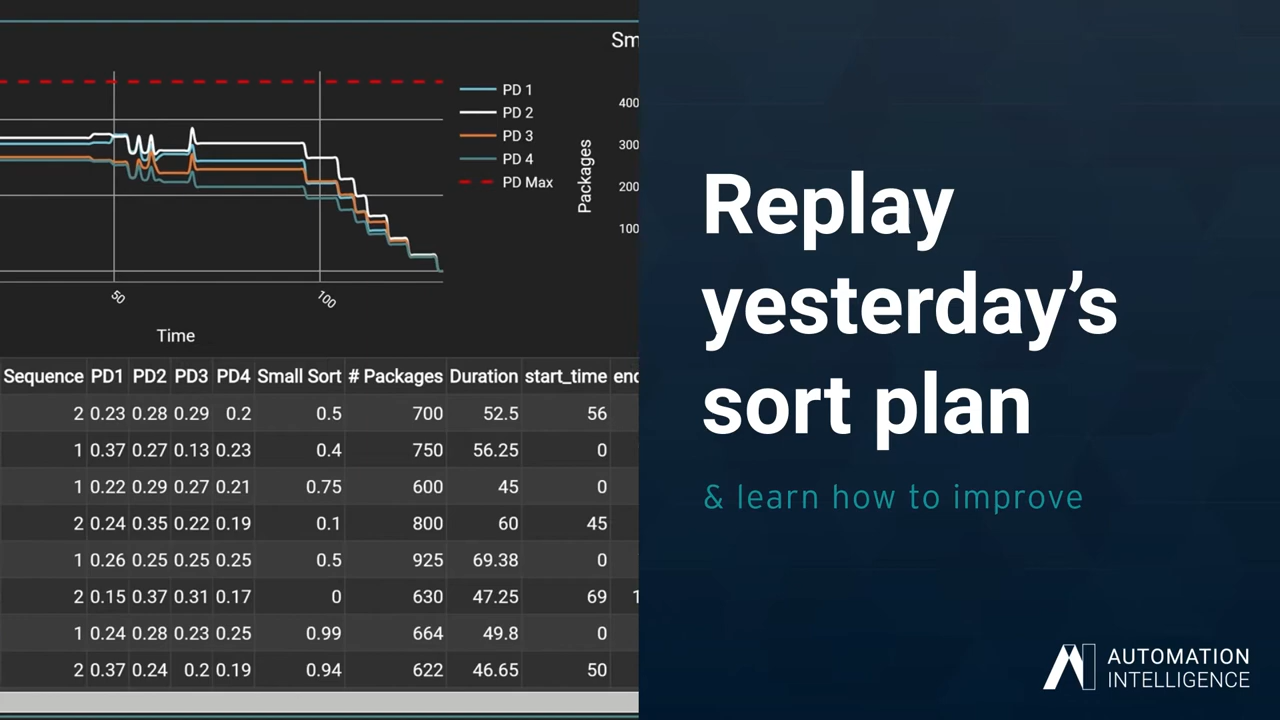 Sm
PD 1
PD 2
PD 3
PD 4
PD Max
400
300
200
100
Packages
50
100
Time
Sequence PD1 PD2 PD3 PD4 Small Sort # Packages Duration start_time end
2 0.23 0.28 0.29 0.2 0.5 700 52.5 56
1 0.37 0.27 0.13 0.23 0.4 750 56.25 0
1 0.22 0.29 0.27 0.21 0.75 600 45 0
2 0.24 0.35 0.22 0.19 0.1 800 60 45
1 0.26 0.25 0.25 0.25 0.5 925 69.38 0
2 0.15 0.37 0.31 0.17 0 630 47.25 69 1
1 0.24 0.28 0.23 0.25 0.99 664 49.8 0
2 0.37 0.24 0.2 0.19 0.94 622 46.65 50
Replay
yesterday’s
sort plan
& learn how to improve
AUTOMATION
INTELLIGENCE